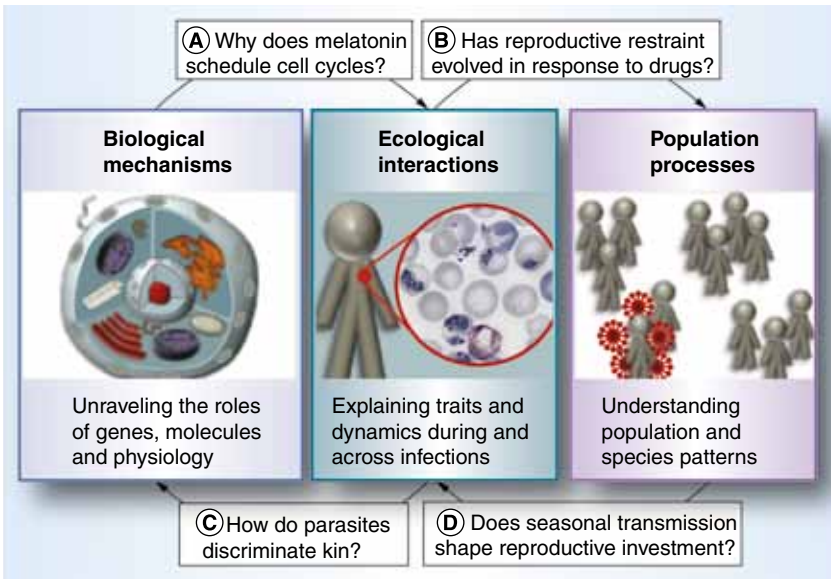 A Why does melatonin
schedule cell cycles?
B Has reproductive restraint
evolved in response to drugs?
Biological
mechanisms
Ecological
interactions
Population
processes
Unraveling the roles
of genes, molecules
and physiology
Explaining traits and
dynamics during and
across infections
Understanding
population and
species patterns
C How do parasites
discriminate kin?
D Does seasonal transmission
shape reproductive investment?